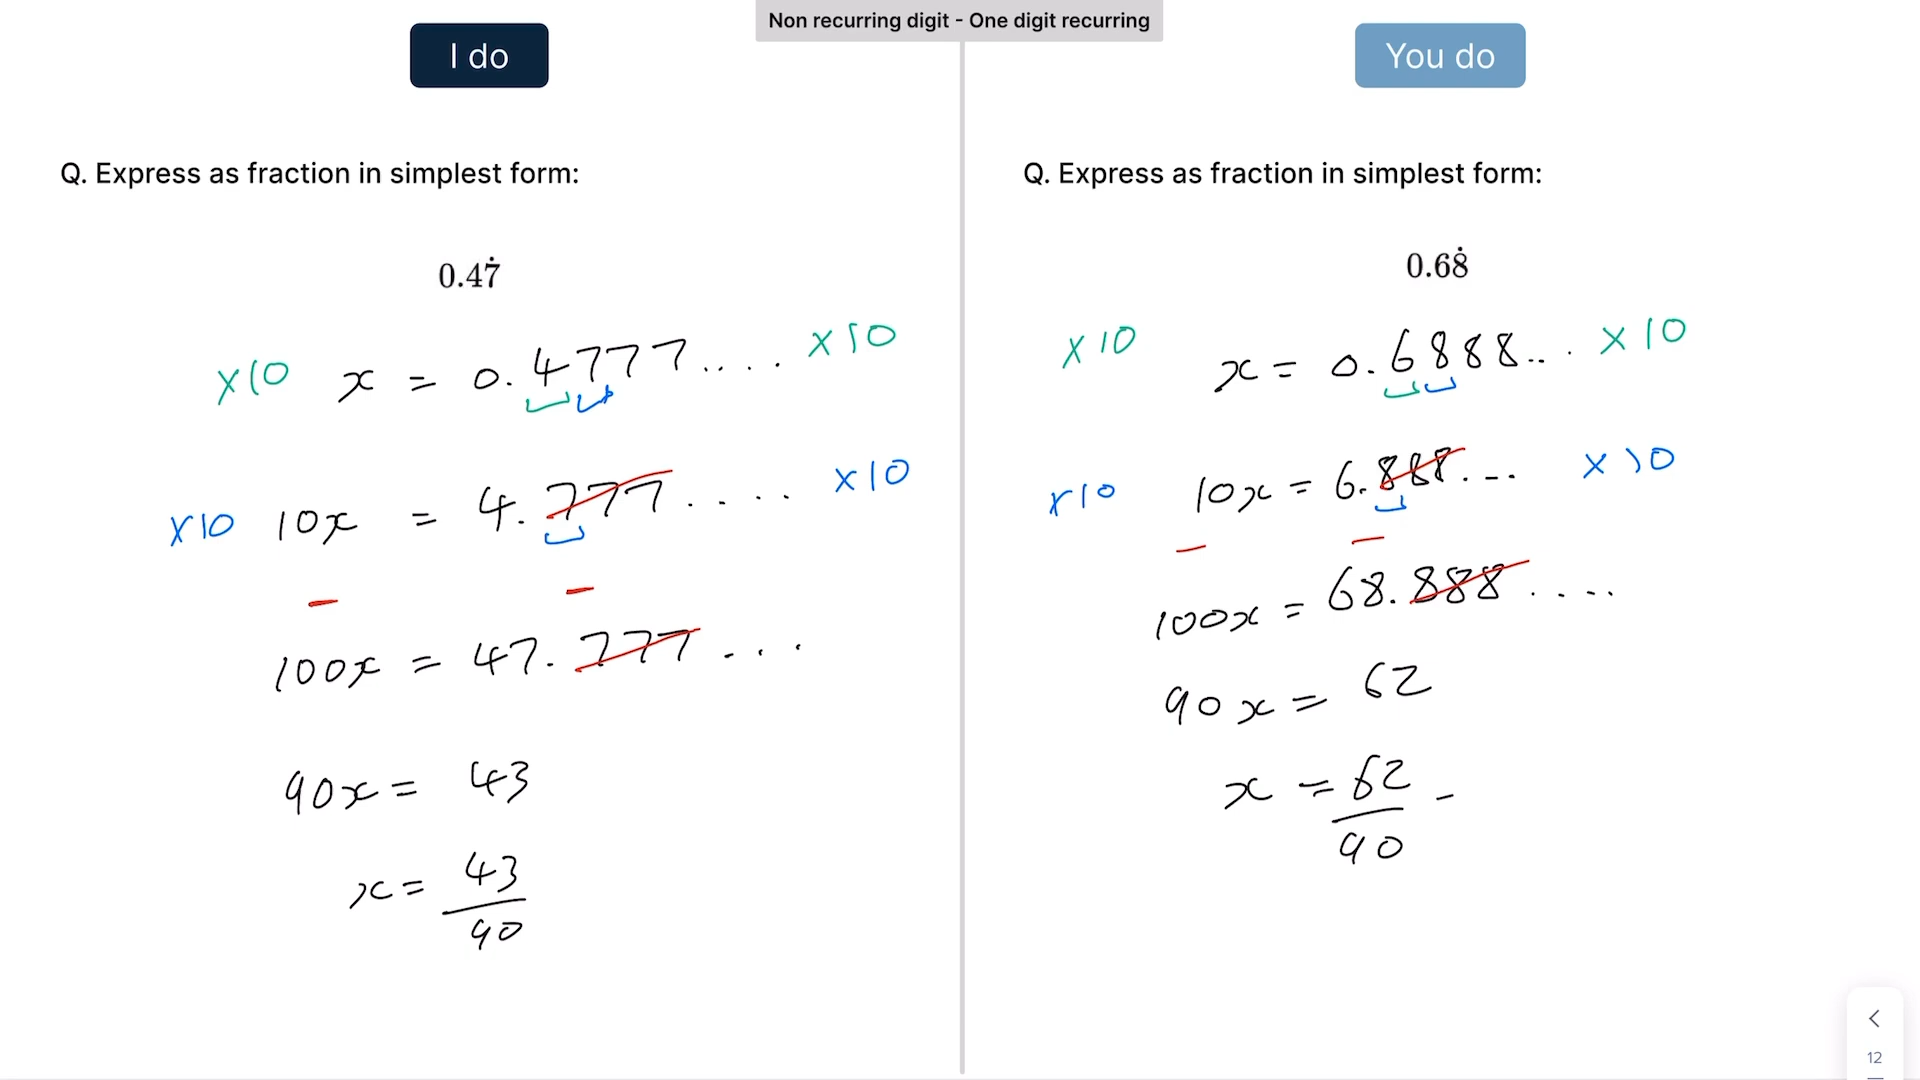 Non recurring digit - One digit recurring
I do
Q. Express as fraction in simplest form:
0.47̇
×10 x = 0.4777.... ×10
×10 10x = 4.777.... ×10
− −
100x = 47.777...
90x = 43
x = 43
90
You do
Q. Express as fraction in simplest form:
0.68̇
×10 x = 0.6888... ×10
×10 10x = 6.888... ×10
− −
100x = 68.888....
90x = 62
x = 62 −
90
12